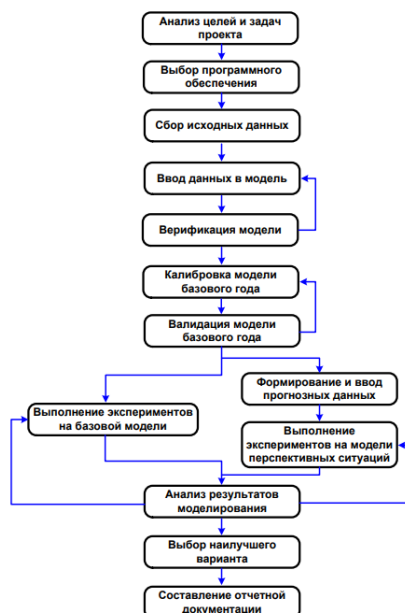 Анализ целей и задач
проекта
Выбор программного
обеспечения
Сбор исходных данных
Ввод данных в модель
Верификация модели
Калибровка модели
базового года
Валидация модели
базового года
Формирование и ввод
прогнозных данных
Выполнение экспериментов
на базовой модели
Выполнение
экспериментов на модели
перспективных ситуаций
Анализ результатов
моделирования
Выбор наилучшего
варианта
Составление отчетной
документации